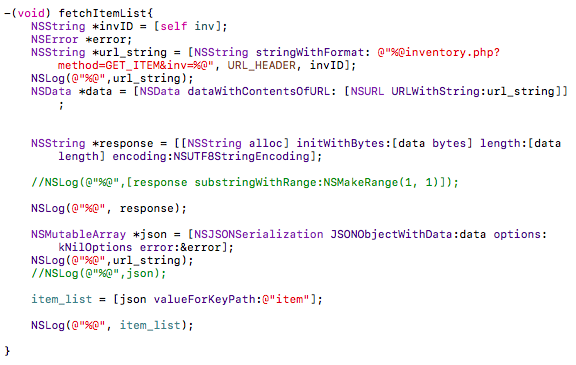 -(void) fetchItemList{
NSString *invID = [self inv];
NSError *error;
NSString *url_string = [NSString stringWithFormat: @"%@inventory.php?
method=GET_ITEM&inv=%@", URL_HEADER, invID];
NSLog(@"%@",url_string);
NSData *data = [NSData dataWithContentsOfURL: [NSURL URLWithString:url_string]]
;
NSString *response = [[NSString alloc] initWithBytes:[data bytes] length:[data
length] encoding:NSUTF8StringEncoding];
//NSLog(@"%@",[response substringWithRange:NSMakeRange(1, 1)]);
NSLog(@"%@", response);
NSMutableArray *json = [NSJSONSerialization JSONObjectWithData:data options:
kNilOptions error:&error];
NSLog(@"%@",url_string);
//NSLog(@"%@",json);
item_list = [json valueForKeyPath:@"item"];
NSLog(@"%@", item_list);
}